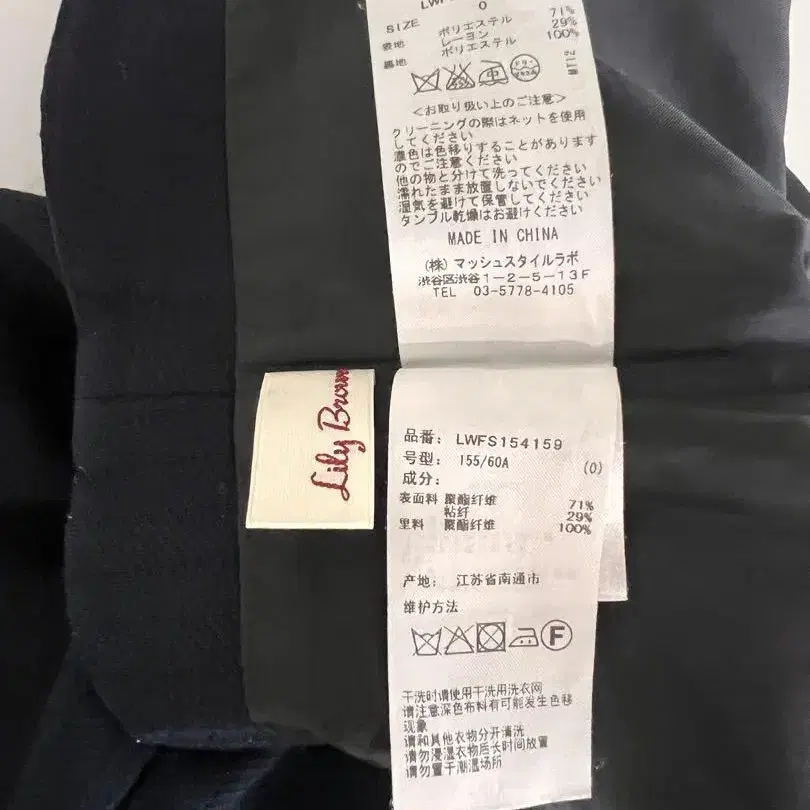 SIZE 0
表地 ポリエステル 71%
レーヨン 29%
裏地 ポリエステル 100%
ドライ
<お取り扱い上のご注意>
クリーニングの際はネットを使用
してください
濃色は色移りすることがあります
のでご注意ください
他の物と分けて洗ってください
濡れたまま放置しないでください
湿気を避けて保管してください
タンブル乾燥はお避けください
MADE IN CHINA
(株) マッシュスタイルラボ
渋谷区渋谷1-2-5-13F
TEL 03-5778-4105
Lily Brown
品番: LWFS154159
号型: 155/60A (0)
成分:
表面料 聚酯纤维 71%
粘纤 29%
里料 聚酯纤维 100%
产地: 江苏省南通市
维护方法
F
干洗时请使用干洗用洗衣网
请注意深色布料有可能发生色移
现象
请和其他衣物分开清洗
请勿浸湿衣物后长时间放置
请勿置于潮湿场所